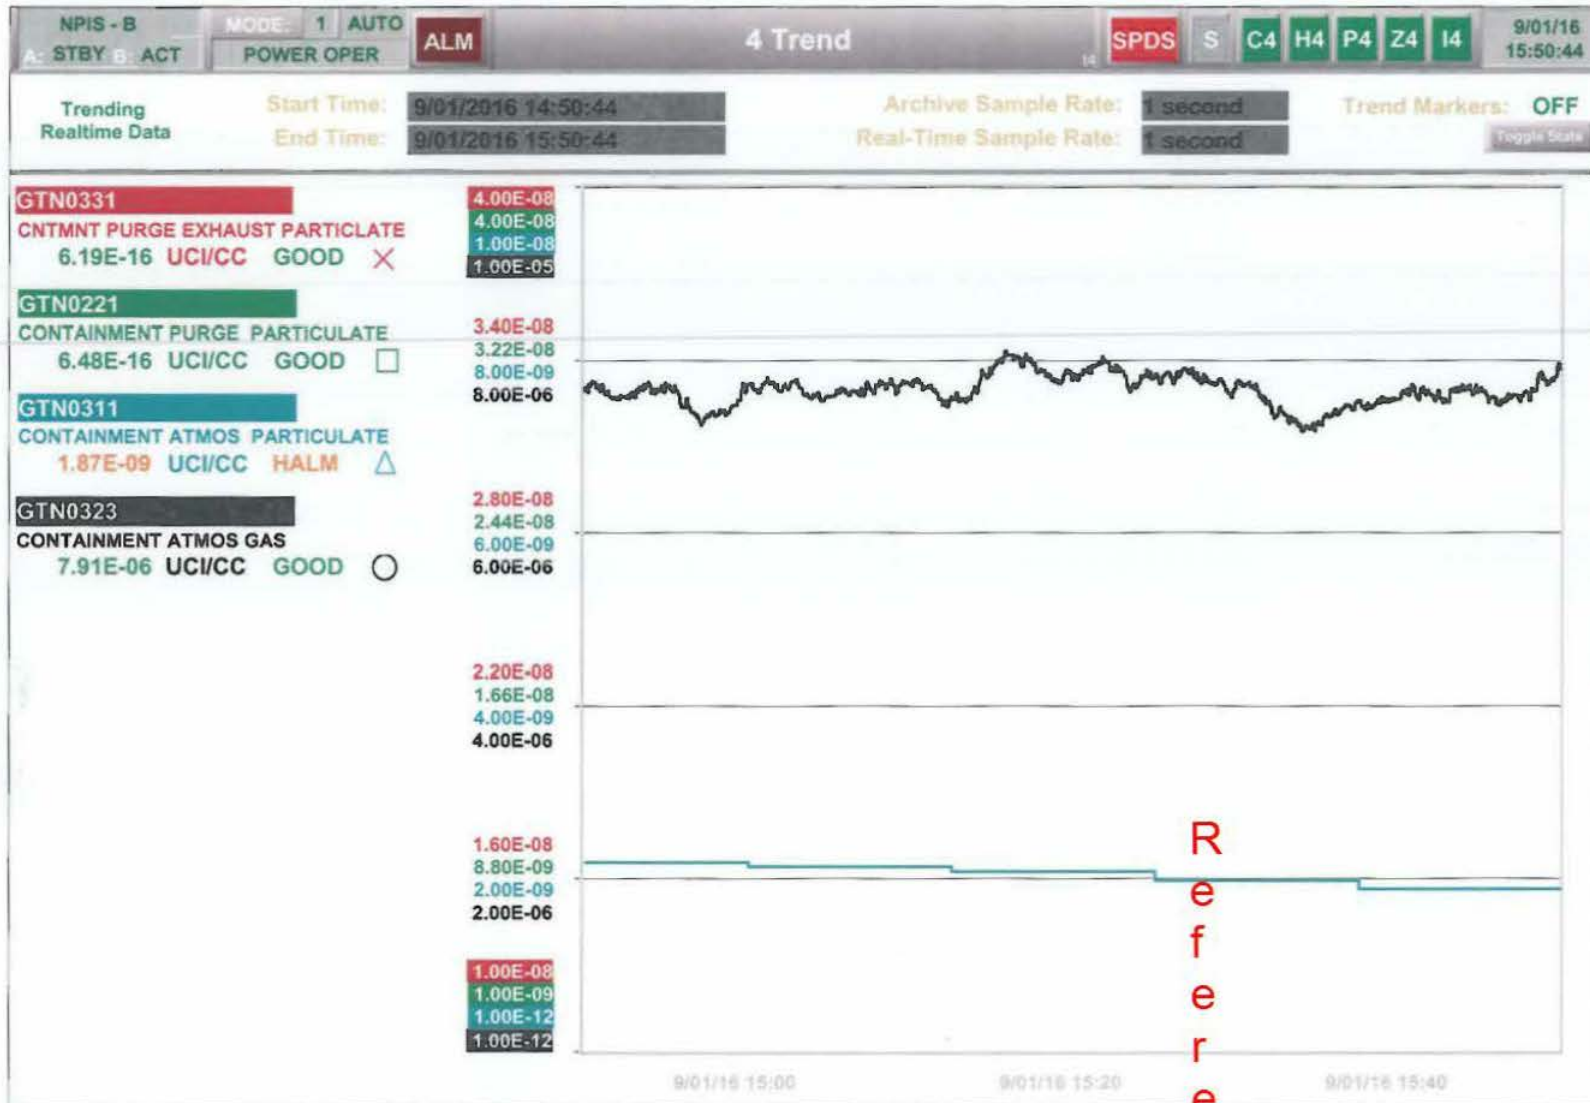 NPIS - B
A: STBY B: ACT
MODE: 1 AUTO
POWER OPER
ALM
4 Trend
I4
SPDS S C4 H4 P4 Z4 I4
9/01/16
15:50:44
Trending
Realtime Data
Start Time: 9/01/2016 14:50:44
End Time: 9/01/2016 15:50:44
Archive Sample Rate: 1 second
Real-Time Sample Rate: 1 second
Trend Markers: OFF
Toggle State
GTN0331
CNTMNT PURGE EXHAUST PARTICLATE
6.19E-16 UCI/CC GOOD
GTN0221
CONTAINMENT PURGE PARTICULATE
6.48E-16 UCI/CC GOOD
GTN0311
CONTAINMENT ATMOS PARTICULATE
1.87E-09 UCI/CC HALM
GTN0323
CONTAINMENT ATMOS GAS
7.91E-06 UCI/CC GOOD
4.00E-08
4.00E-08
1.00E-08
1.00E-05
3.40E-08
3.22E-08
8.00E-09
8.00E-06
2.80E-08
2.44E-08
6.00E-09
6.00E-06
2.20E-08
1.66E-08
4.00E-09
4.00E-06
1.60E-08
8.80E-09
2.00E-09
2.00E-06
1.00E-08
1.00E-09
1.00E-12
1.00E-12
9/01/16 15:00
9/01/16 15:20
9/01/16 15:40
R
e
f
e
r
e